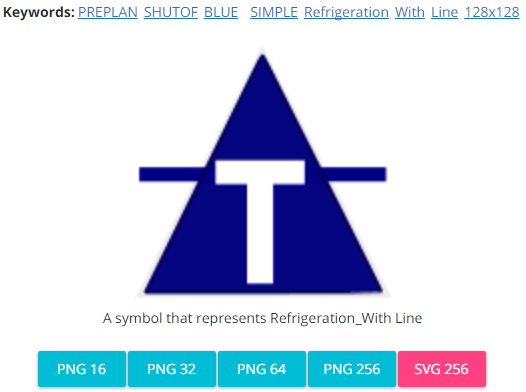 Keywords: PREPLAN SHUTOF BLUE SIMPLE Refrigeration With Line 128x128
T
A symbol that represents Refrigeration_With Line
PNG 16 PNG 32 PNG 64 PNG 256 SVG 256